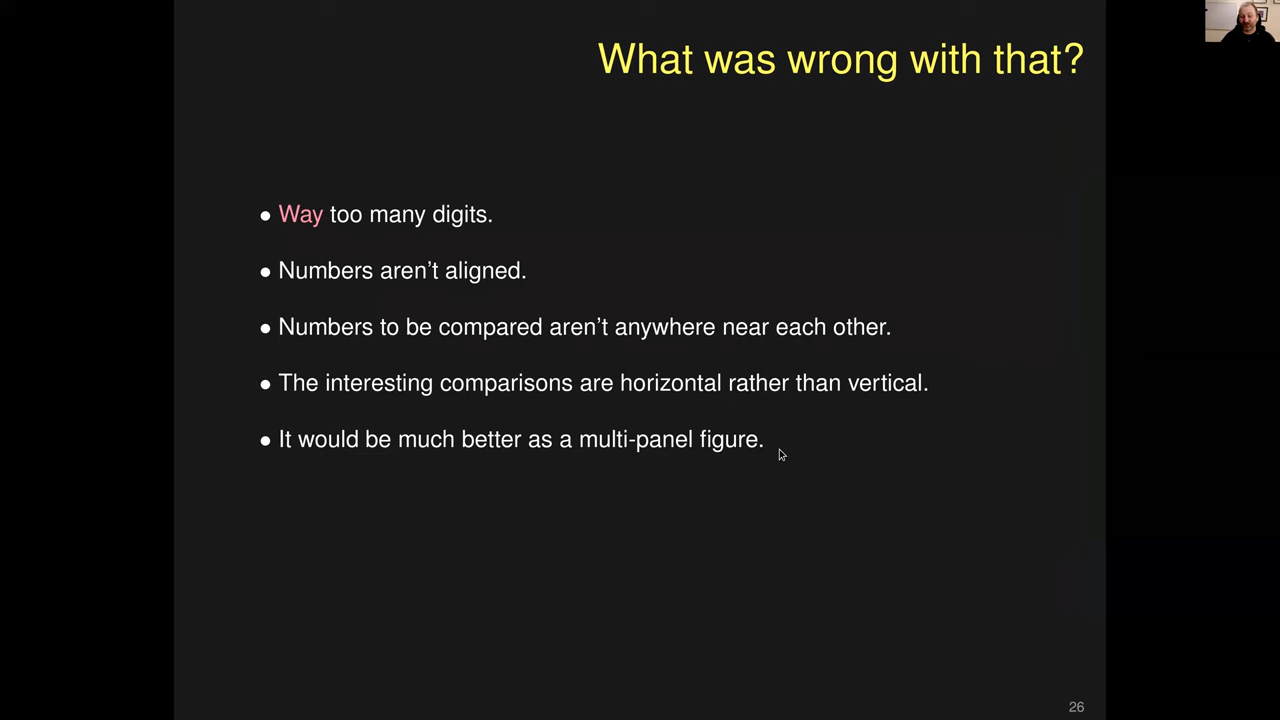 What was wrong with that?
• Way too many digits.
• Numbers aren't aligned.
• Numbers to be compared aren't anywhere near each other.
• The interesting comparisons are horizontal rather than vertical.
• It would be much better as a multi-panel figure.
26